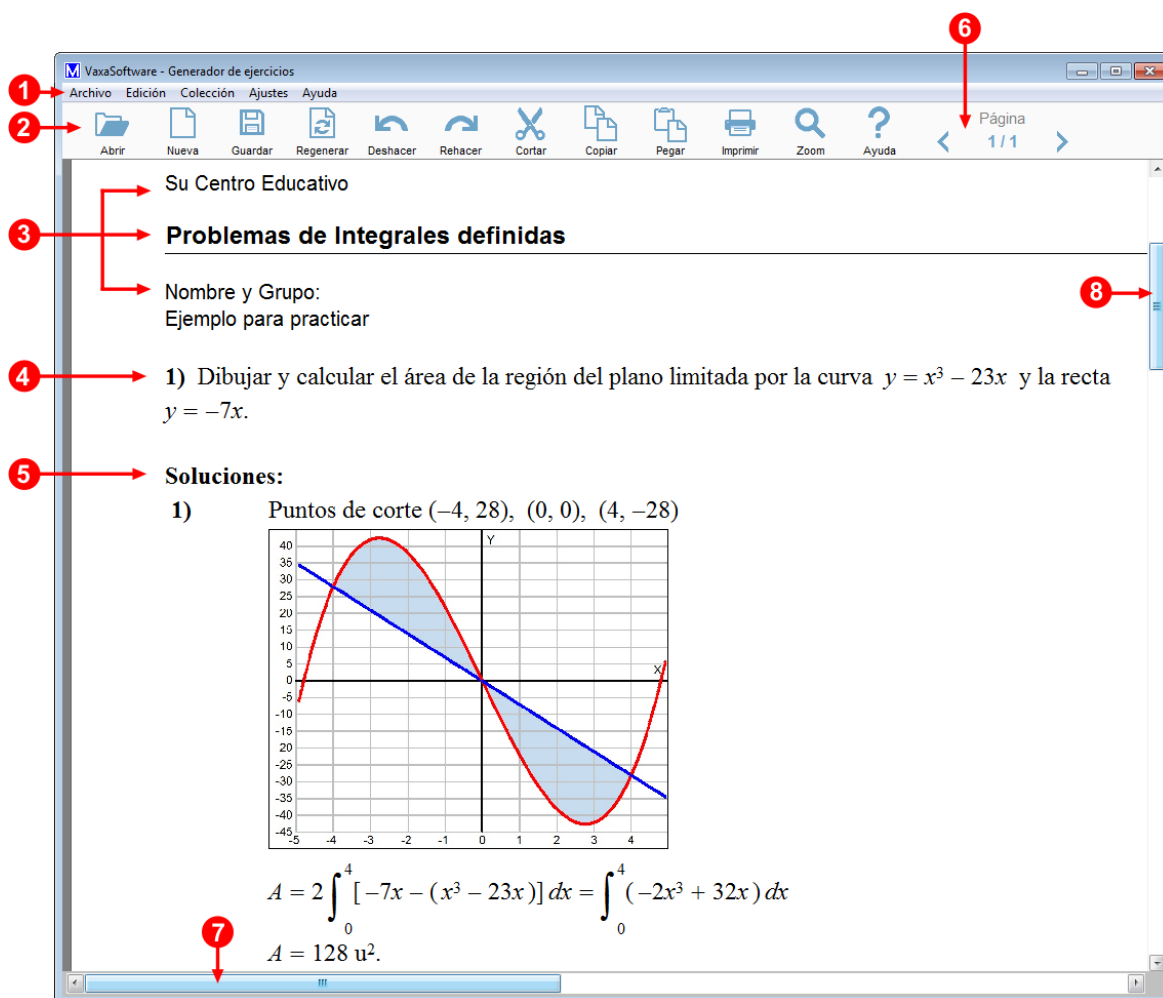 6
VaxaSoftware - Generador de ejercicios
1
Archivo Edición Colección Ajustes Ayuda
2
Abrir Nueva Guardar Regenerar Deshacer Rehacer Cortar Copiar Pegar Imprimir Zoom Ayuda
Página
1 / 1
Su Centro Educativo
3
Problemas de Integrales definidas
Nombre y Grupo:
8
Ejemplo para practicar
4
1) Dibujar y calcular el área de la región del plano limitada por la curva y = x³ – 23x y la recta
y = –7x.
5
Soluciones:
1) Puntos de corte (–4, 28), (0, 0), (4, –28)
Y
40
35
30
25
20
15
10
5
X
0
-5
-10
-15
20
-25
-30
-35
-40
-45
-5 -4 -3 -2 -1 0 1 2 3 4
A = 2 ∫₀⁴ [ –7x – ( x³ – 23x )] dx = ∫₀⁴ ( –2x³ + 32x ) dx
7
A = 128 u².